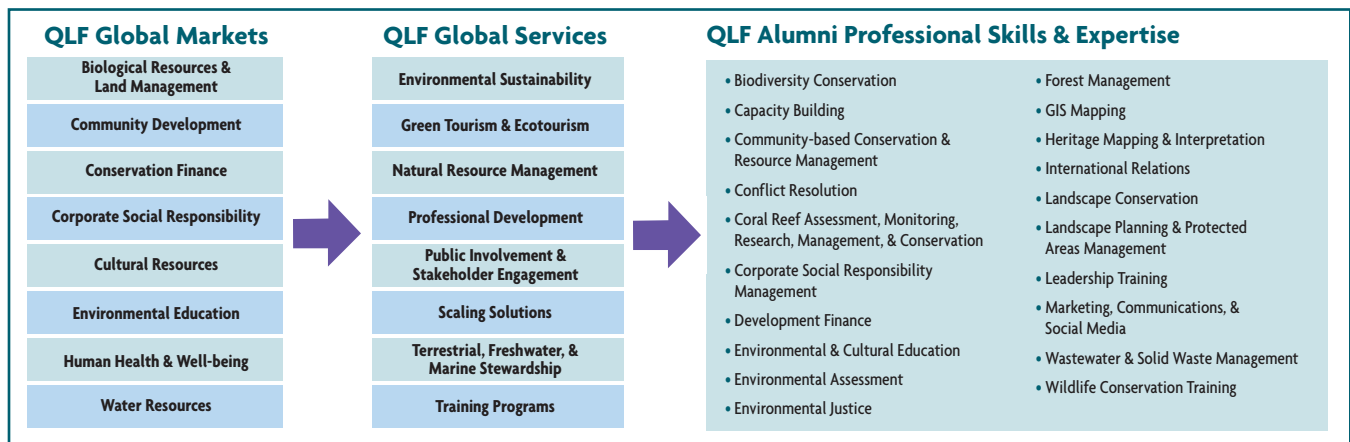 QLF Global Markets
Biological Resources &
Land Management
Community Development
Conservation Finance
Corporate Social Responsibility
Cultural Resources
Environmental Education
Human Health & Well-being
Water Resources
QLF Global Services
Environmental Sustainability
Green Tourism & Ecotourism
Natural Resource Management
Professional Development
Public Involvement &
Stakeholder Engagement
Scaling Solutions
Terrestrial, Freshwater, &
Marine Stewardship
Training Programs
QLF Alumni Professional Skills & Expertise
• Biodiversity Conservation
• Capacity Building
• Community-based Conservation &
Resource Management
• Conflict Resolution
• Coral Reef Assessment, Monitoring,
Research, Management, & Conservation
• Corporate Social Responsibility
Management
• Development Finance
• Environmental & Cultural Education
• Environmental Assessment
• Environmental Justice
• Forest Management
• GIS Mapping
• Heritage Mapping & Interpretation
• International Relations
• Landscape Conservation
• Landscape Planning & Protected
Areas Management
• Leadership Training
• Marketing, Communications, &
Social Media
• Wastewater & Solid Waste Management
• Wildlife Conservation Training